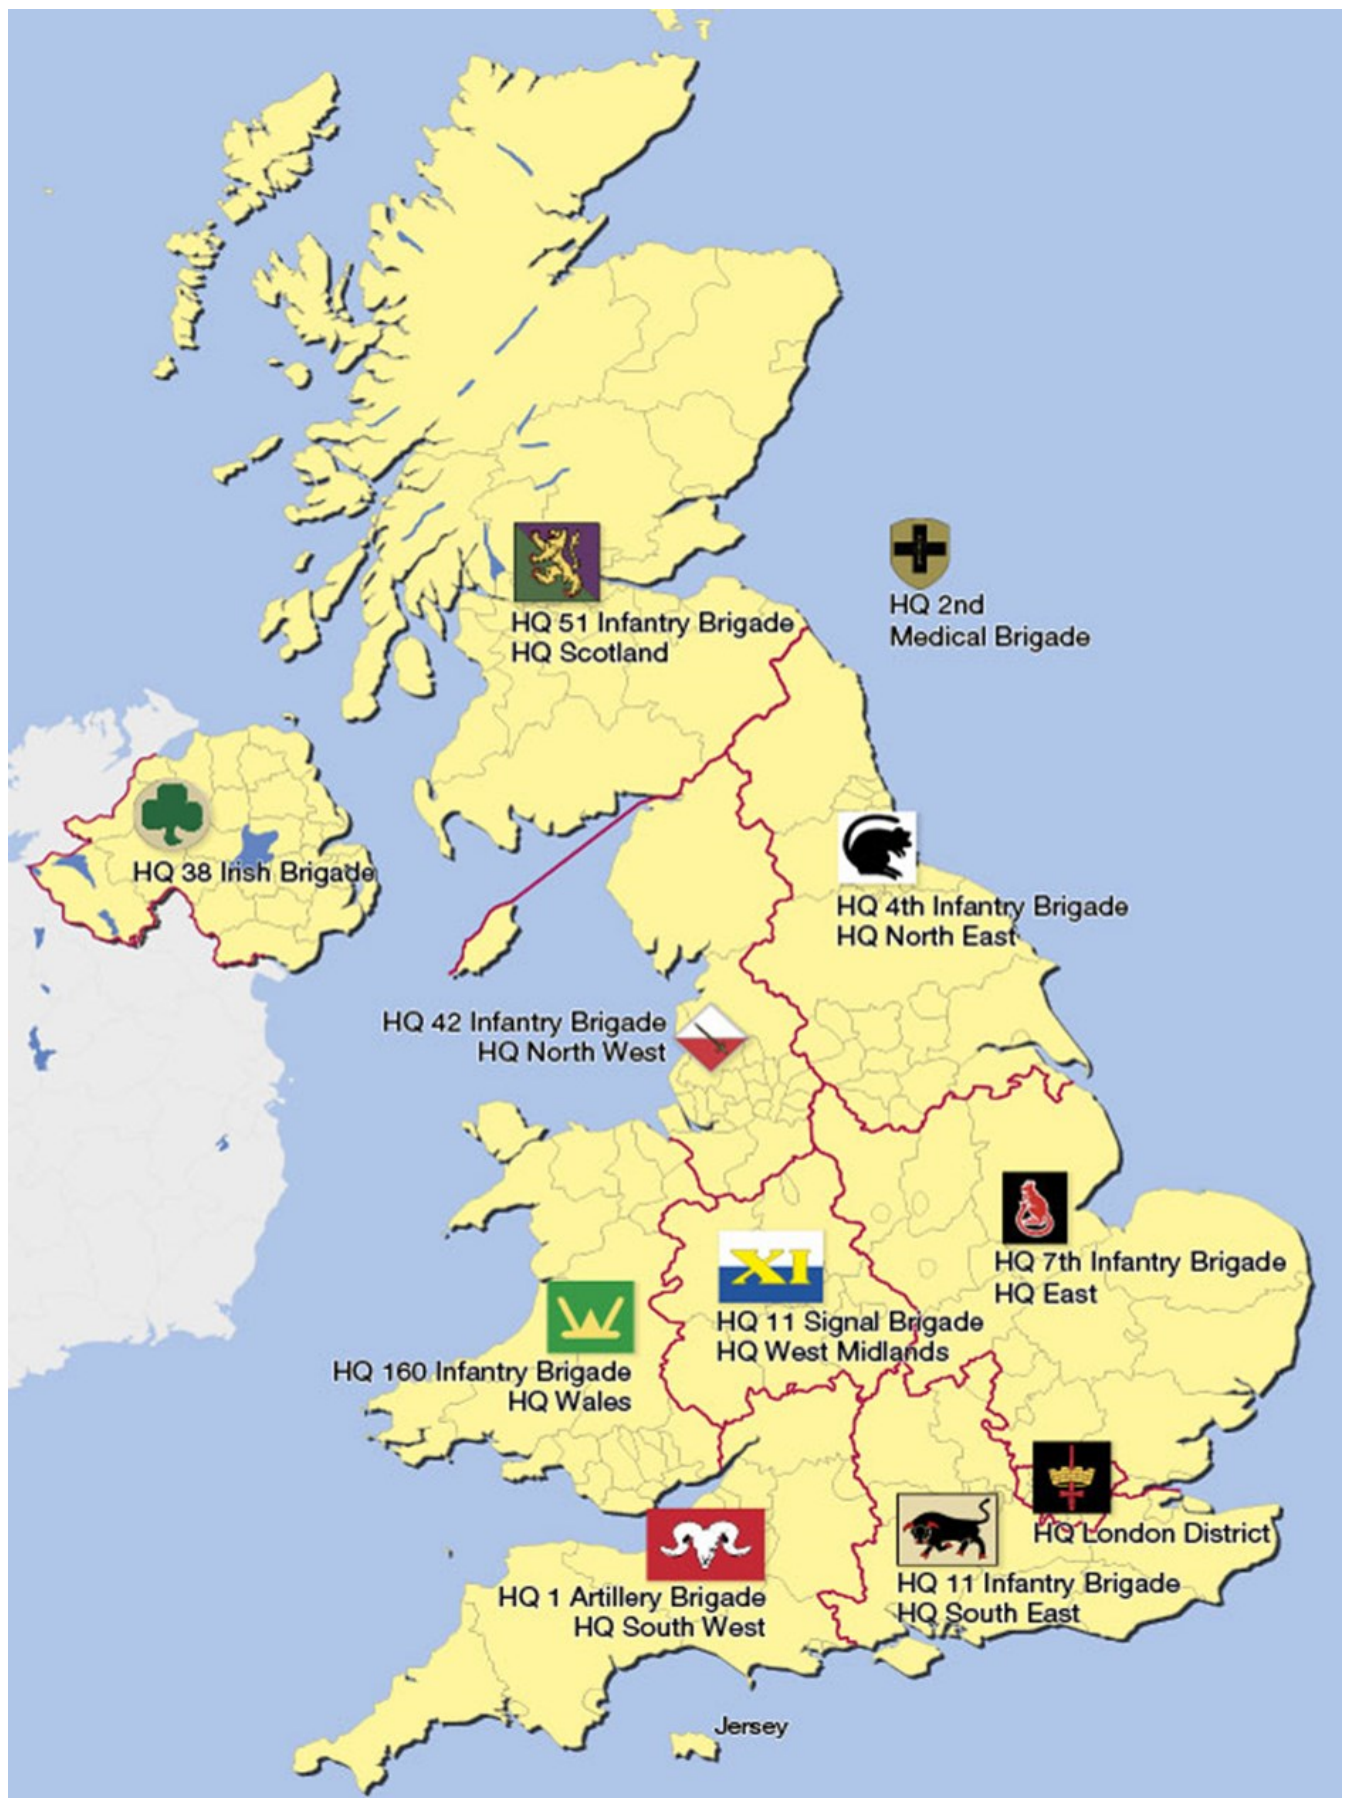 HQ 2nd
Medical Brigade
HQ 51 Infantry Brigade
HQ Scotland
HQ 38 Irish Brigade
HQ 4th Infantry Brigade
HQ North East
HQ 42 Infantry Brigade
HQ North West
HQ 7th Infantry Brigade
HQ East
XI
HQ 11 Signal Brigade
HQ West Midlands
HQ 160 Infantry Brigade
HQ Wales
HQ London District
HQ 11 Infantry Brigade
HQ South East
HQ 1 Artillery Brigade
HQ South West
Jersey